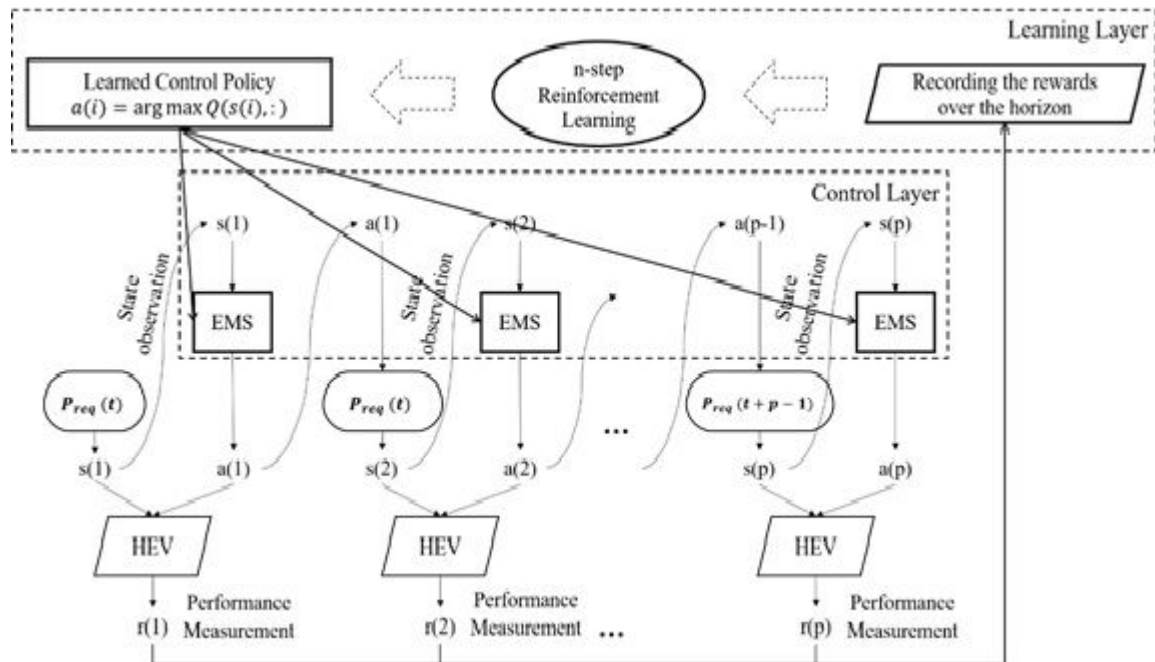 Learning Layer
Learned Control Policy
a(i) = arg max Q(s(i),:)
n-step
Reinforcement
Learning
Recording the rewards
over the horizon
Control Layer
s(1)
a(1)
s(2)
a(p-1)
s(p)
State
observation
State
observation
State
observation
EMS
EMS
EMS
P_req (t)
P_req (t)
P_req (t + p − 1)
...
s(1)
a(1)
s(2)
a(2)
s(p)
a(p)
HEV
HEV
HEV
r(1)
Performance
Measurement
r(2)
Performance
Measurement
...
r(p)
Performance
Measurement